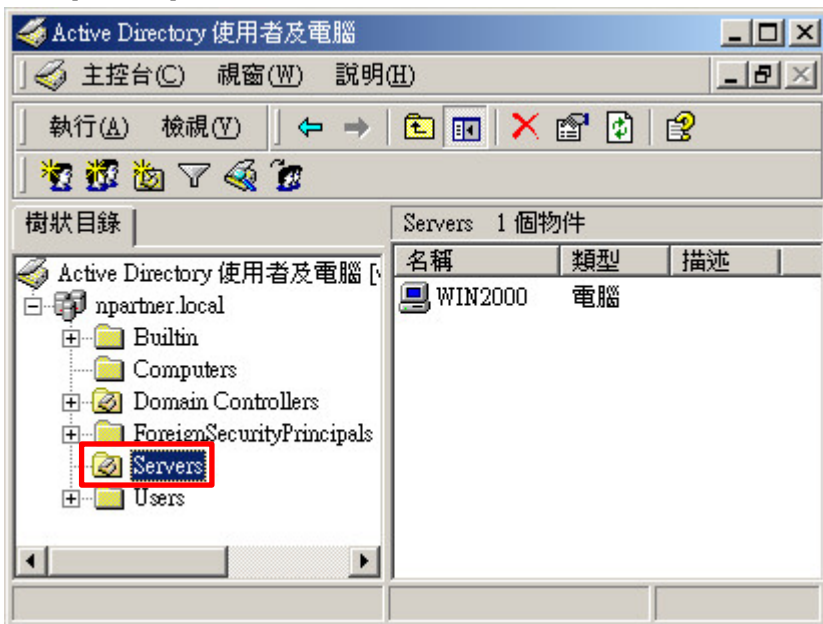 Active Directory 使用者及電腦
主控台(C) 視窗(W) 說明(H)
執行(A) 檢視(V)
樹狀目錄
Servers 1 個物件
Active Directory 使用者及電腦 [
名稱 類型 描述
WIN2000 電腦
npartner.local
Builtin
Computers
Domain Controllers
ForeignSecurityPrincipals
Servers
Users